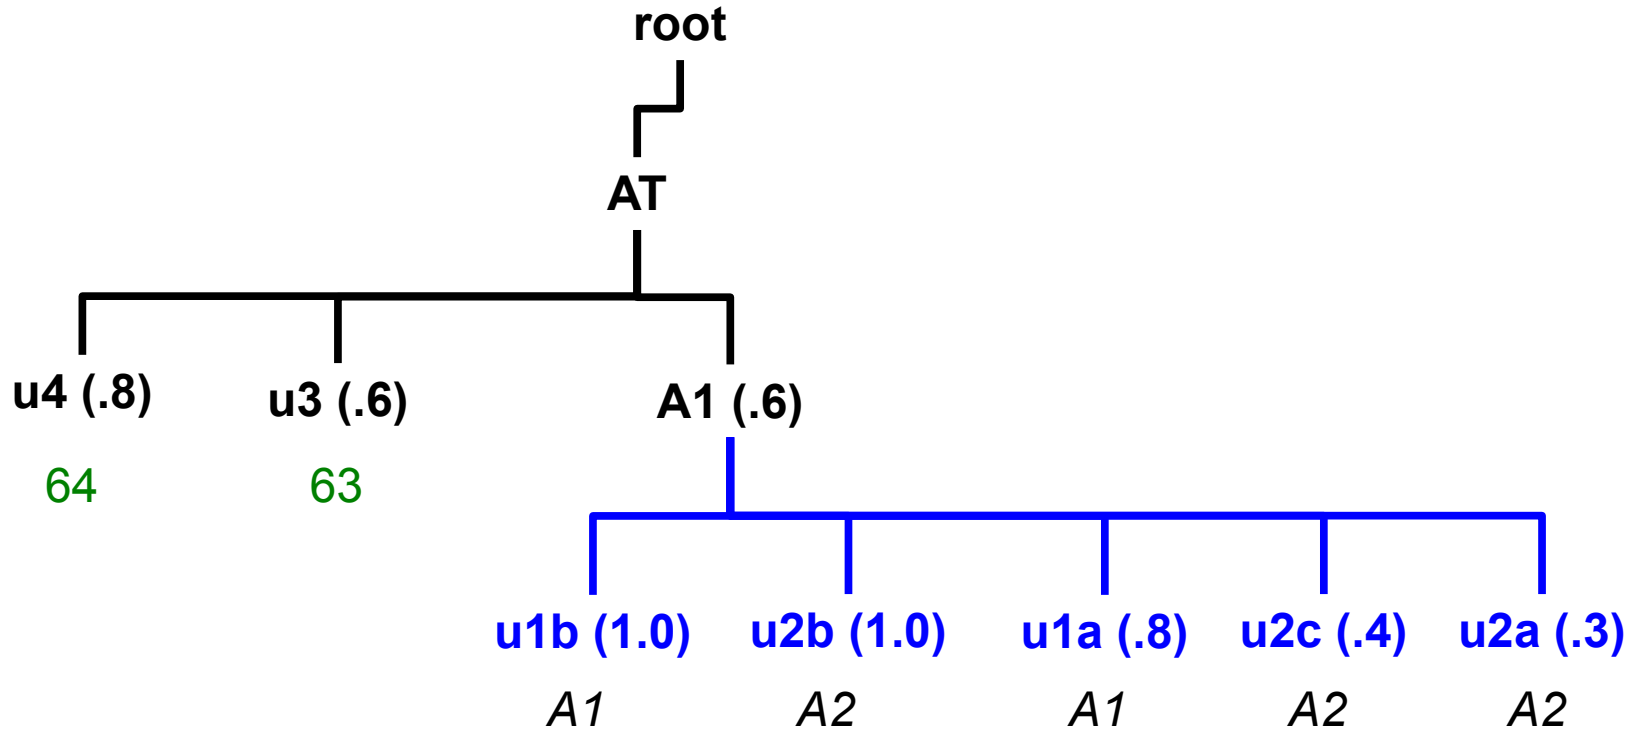 root
AT
u4 (.8) u3 (.6) A1 (.6)
64 63
u1b (1.0) u2b (1.0) u1a (.8) u2c (.4) u2a (.3)
A1 A2 A1 A2 A2